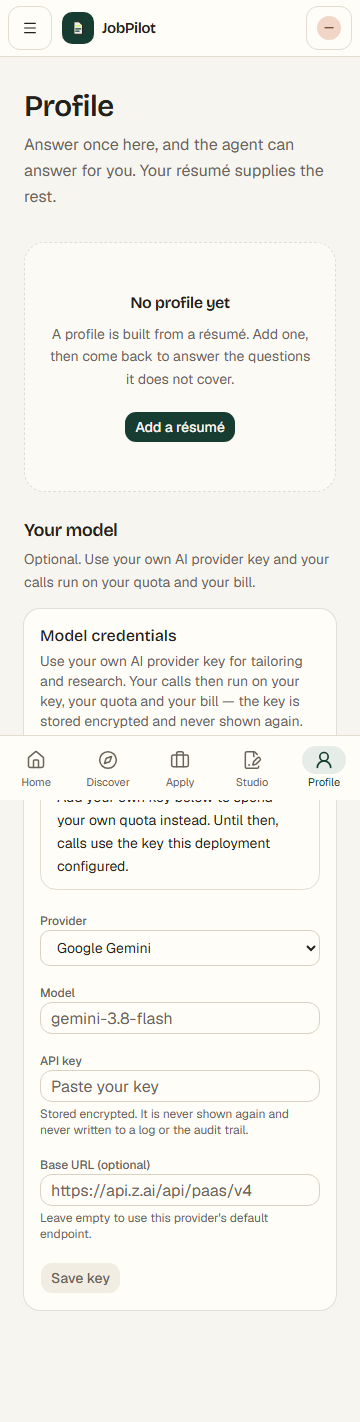 JobPilot
Profile
Answer once here, and the agent can
answer for you. Your résumé supplies the
rest.
No profile yet
A profile is built from a résumé. Add one,
then come back to answer the questions
it does not cover.
Add a résumé
Your model
Optional. Use your own AI provider key and your
calls run on your quota and your bill.
Model credentials
Use your own AI provider key for tailoring
and research. Your calls then run on your
key, your quota and your bill — the key is
stored encrypted and never shown again.
Home
Discover
Apply
Studio
Profile
Add your own key below to spend
your own quota instead. Until then,
calls use the key this deployment
configured.
Provider
Google Gemini
Model
gemini-3.8-flash
API key
Paste your key
Stored encrypted. It is never shown again and
never written to a log or the audit trail.
Base URL (optional)
https://api.z.ai/api/paas/v4
Leave empty to use this provider's default
endpoint.
Save key